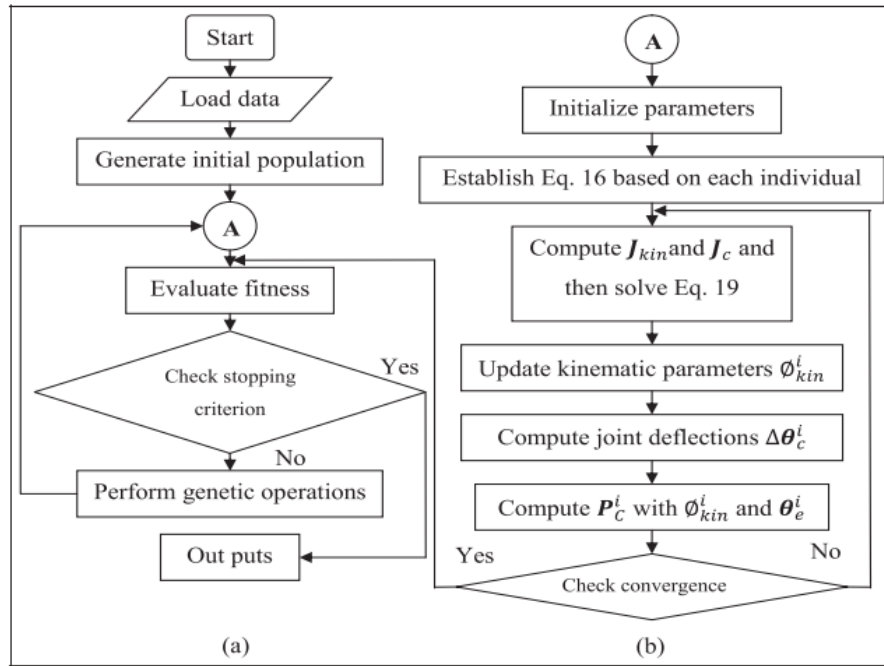 Start
Load data
Generate initial population
A
Evaluate fitness
Check stopping
criterion
Yes
No
Perform genetic operations
Out puts
(a)
A
Initialize parameters
Establish Eq. 16 based on each individual
Compute J_kin and J_c and
then solve Eq. 19
Update kinematic parameters ∅^i_kin
Compute joint deflections Δθ^i_c
Compute P^i_C with ∅^i_kin and θ^i_e
Yes
No
Check convergence
(b)